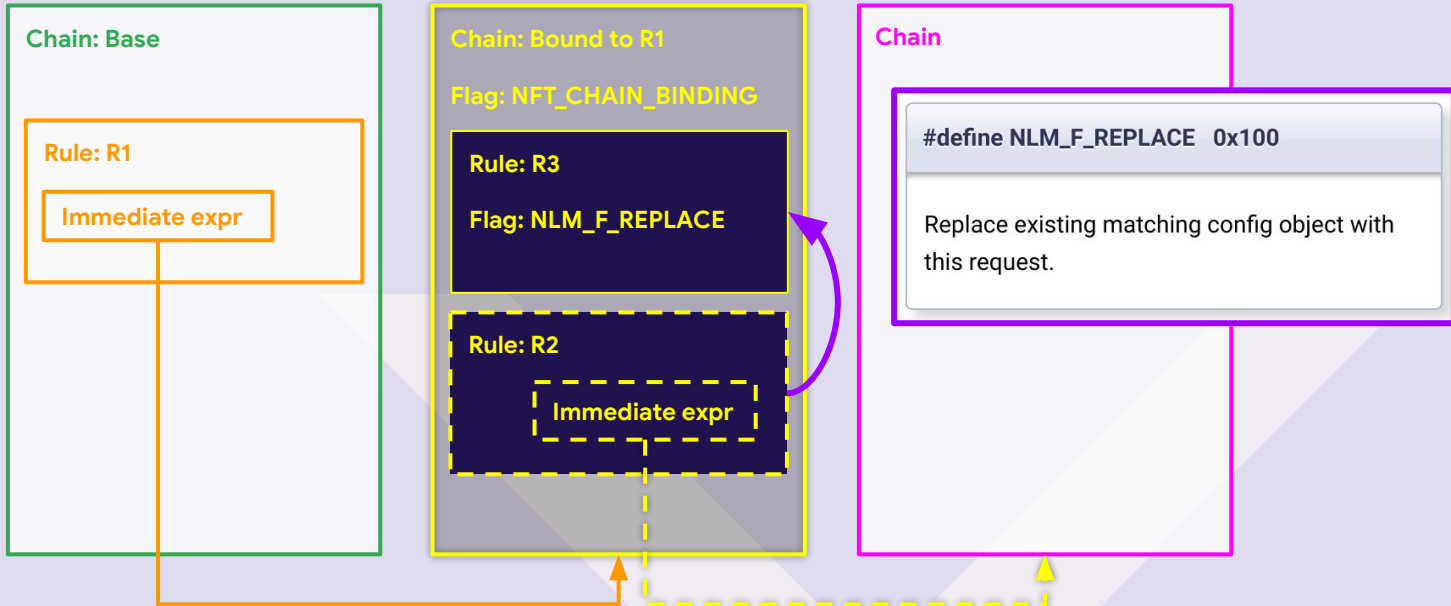 Chain: Base
Rule: R1
Immediate expr
Chain: Bound to R1
Flag: NFT_CHAIN_BINDING
Rule: R3
Flag: NLM_F_REPLACE
Rule: R2
Immediate expr
Chain
#define NLM_F_REPLACE 0x100
Replace existing matching config object with
this request.